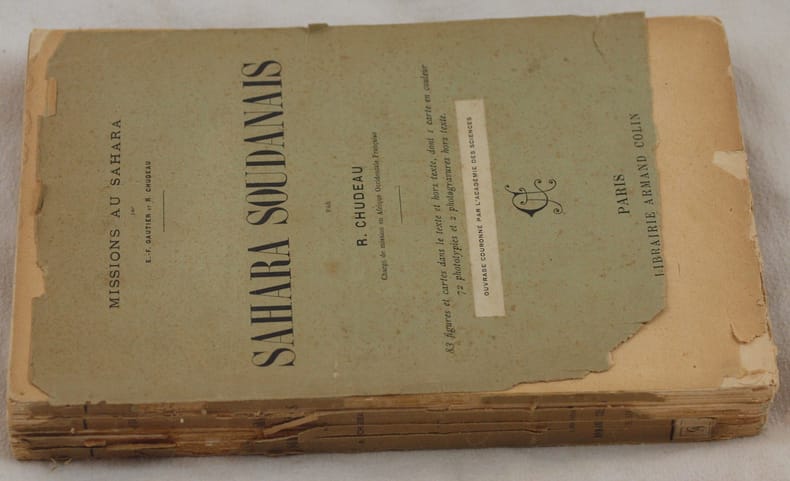 MISSIONS AU SAHARA
par
E.-F. GAUTIER et R. CHUDEAU
SAHARA SOUDANAIS
PAR
R. CHUDEAU
Chargé de mission en Afrique Occidentale Française
83 figures et cartes dans le texte et hors texte, dont 1 carte en couleur
72 phototypies et 2 photogravures hors texte.
OUVRAGE COURONNÉ PAR L'ACADÉMIE DES SCIENCES
PARIS
LIBRAIRIE ARMAND COLIN